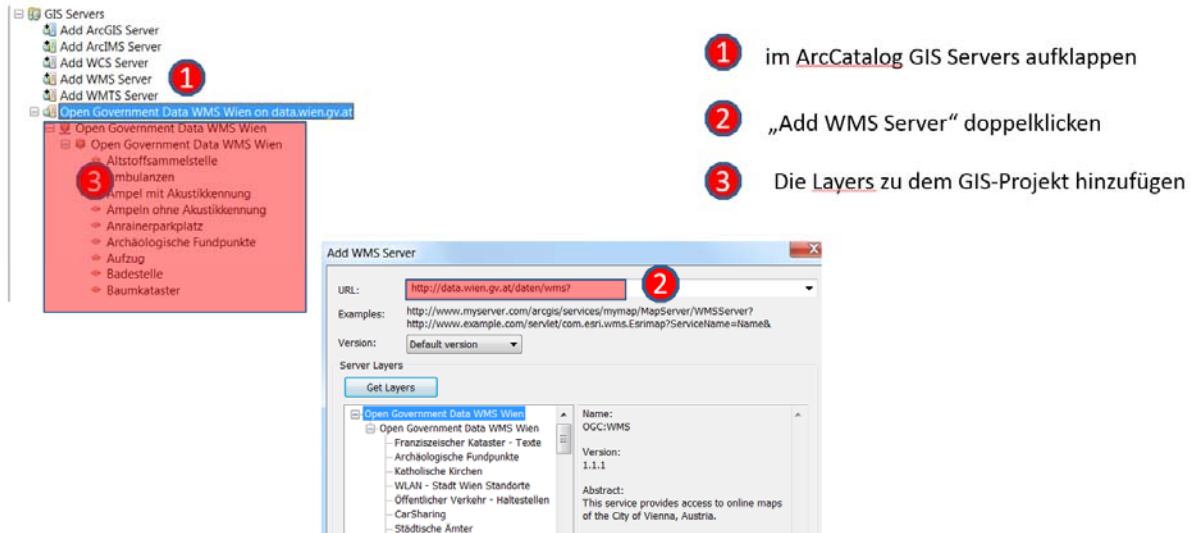 GIS Servers
Add ArcGIS Server
Add ArcIMS Server
Add WCS Server
Add WMS Server
1
Add WMTS Server
Open Government Data WMS Wien on data.wien.gv.at
Open Government Data WMS Wien
Open Government Data WMS Wien
Altstoffsammelstelle
3
Ambulanzen
Ampel mit Akustikkennung
Ampeln ohne Akustikkennung
Anrainerparkplatz
Archäologische Fundpunkte
Aufzug
Badestelle
Baumkataster
1 im ArcCatalog GIS Servers aufklappen
2 „Add WMS Server“ doppelklicken
3 Die Layers zu dem GIS-Projekt hinzufügen
Add WMS Server
URL: http://data.wien.gv.at/daten/wms?
2
Examples: http://www.myserver.com/arcgis/services/mymap/MapServer/WMSServer?
http://www.example.com/servlet/com.esri.wms.Esrimap?ServiceName=Name&
Version: Default version
Server Layers
Get Layers
Open Government Data WMS Wien
Open Government Data WMS Wien
Franziszeischer Kataster - Texte
Archäologische Fundpunkte
Katholische Kirchen
WLAN - Stadt Wien Standorte
Öffentlicher Verkehr - Haltestellen
CarSharing
Städtische Ämter
Name:
OGC:WMS
Version:
1.1.1
Abstract:
This service provides access to online maps
of the City of Vienna, Austria.